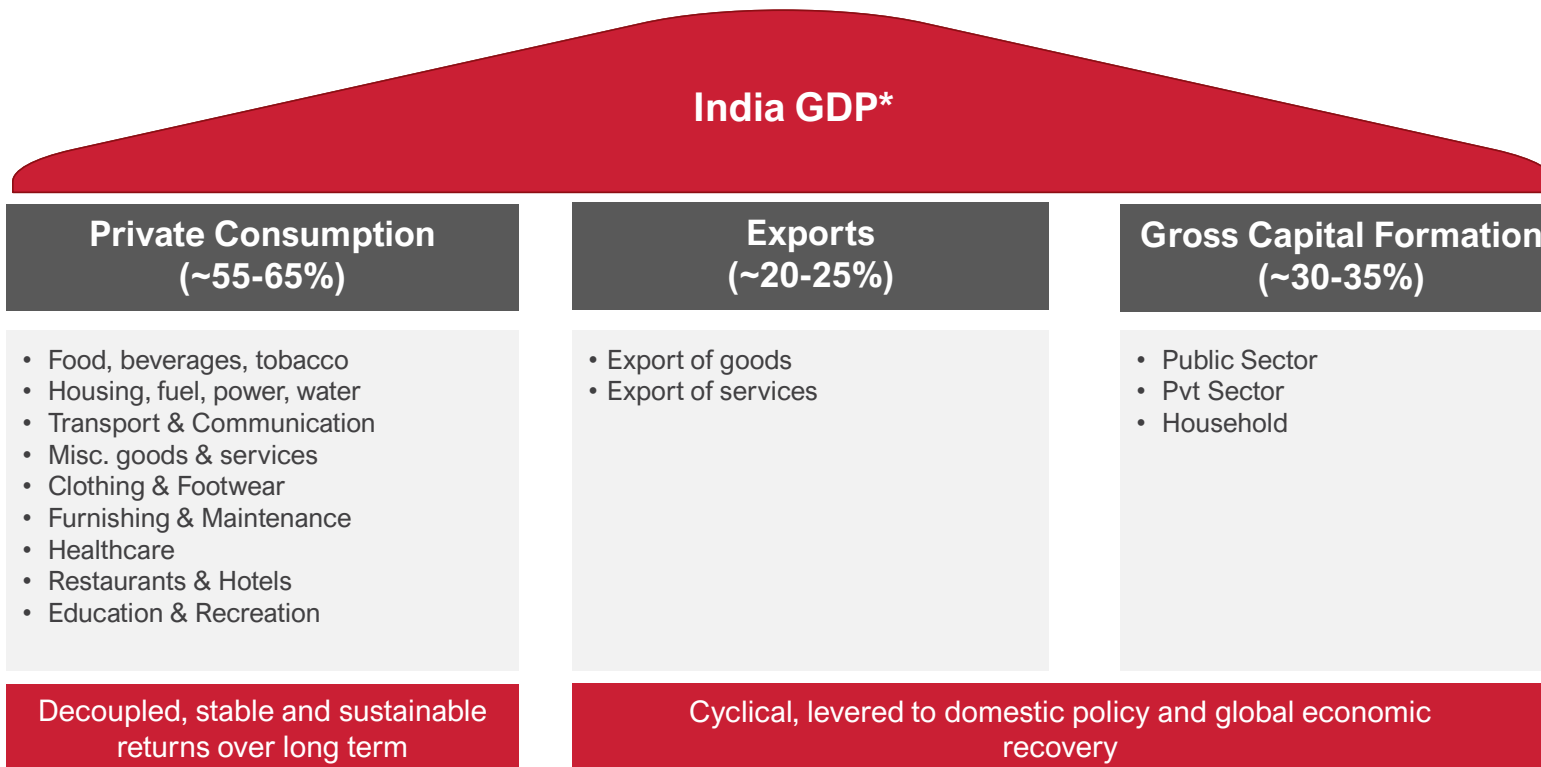 India GDP*
Private Consumption
(~55-65%)
• Food, beverages, tobacco
• Housing, fuel, power, water
• Transport & Communication
• Misc. goods & services
• Clothing & Footwear
• Furnishing & Maintenance
• Healthcare
• Restaurants & Hotels
• Education & Recreation
Decoupled, stable and sustainable
returns over long term
Exports
(~20-25%)
• Export of goods
• Export of services
Gross Capital Formation
(~30-35%)
• Public Sector
• Pvt Sector
• Household
Cyclical, levered to domestic policy and global economic
recovery